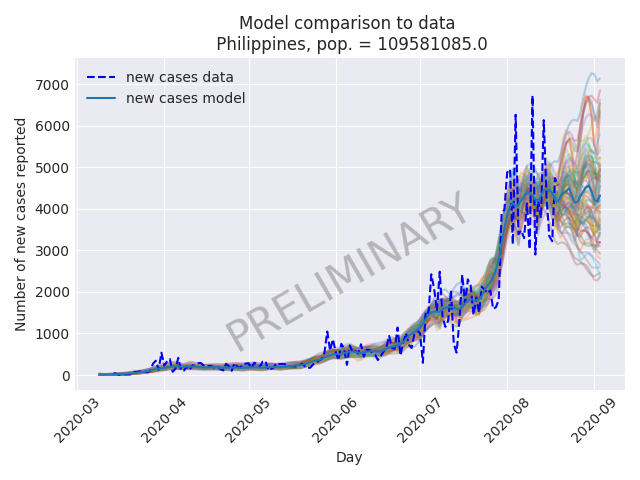 Model comparison to data
Philippines, pop. = 109581085.0
new cases data
new cases model
Number of new cases reported
7000
6000
5000
4000
3000
2000
1000
0
PRELIMINARY
2020-03
2020-04
2020-05
2020-06
2020-07
2020-08
2020-09
Day